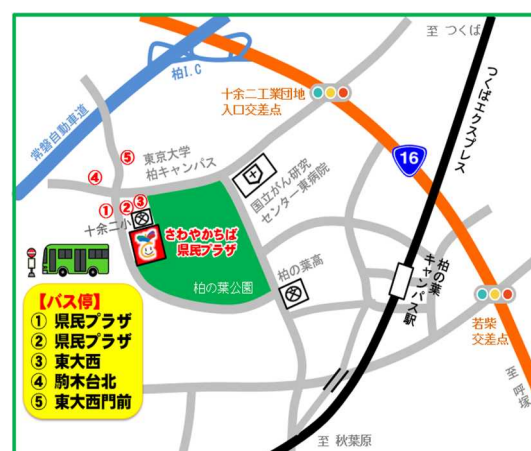 至 つくば
柏I.C
常磐自動車道
十余二工業団地
入口交差点
つくばエクスプレス
16
⑤
東京大学
柏キャンパス
④
国立がん研究
センター東病院
① ② ③
十余二小
さわやかちば
県民プラザ
柏の葉公園
柏の葉高
柏の葉
キャンパス駅
若柴
交差点
【バス停】
① 県民プラザ
② 県民プラザ
③ 東大西
④ 駒木台北
⑤ 東大西門前
至 呼塚
至 秋葉原